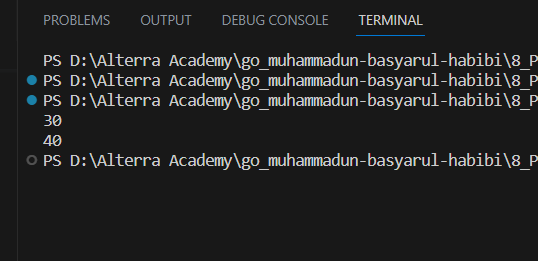 PROBLEMS OUTPUT DEBUG CONSOLE TERMINAL
PS D:\Alterra Academy\go_muhammadun-basyarul-habibi\8_P
PS D:\Alterra Academy\go_muhammadun-basyarul-habibi\8_P
PS D:\Alterra Academy\go_muhammadun-basyarul-habibi\8_P
30
40
PS D:\Alterra Academy\go_muhammadun-basyarul-habibi\8_P